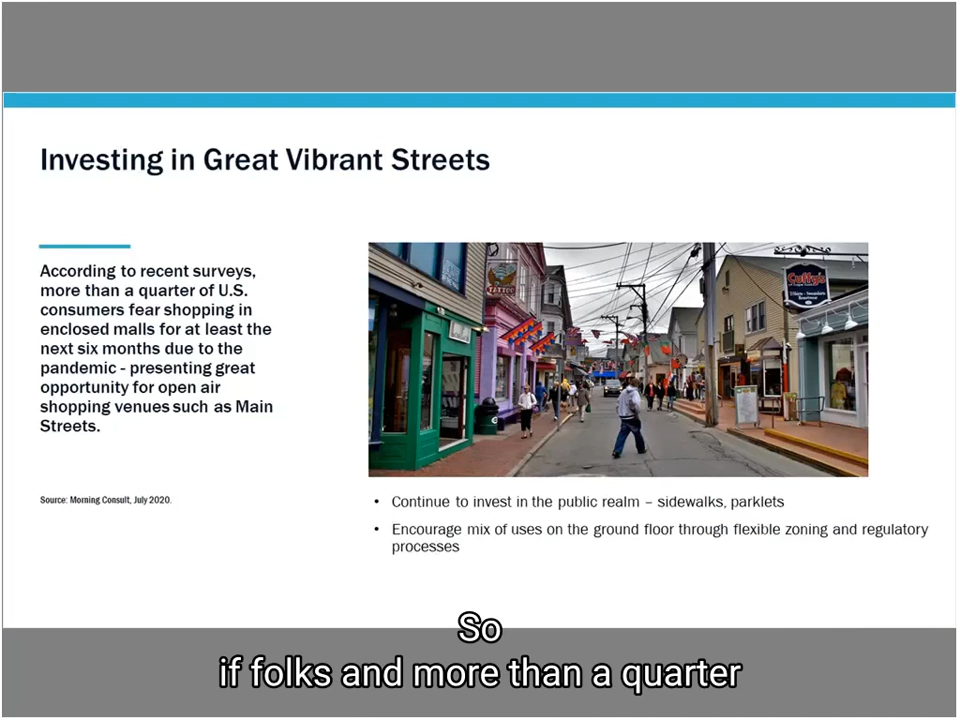 Investing in Great Vibrant Streets
According to recent surveys,
more than a quarter of U.S.
consumers fear shopping in
enclosed malls for at least the
next six months due to the
pandemic - presenting great
opportunity for open air
shopping venues such as Main
Streets.
Source: Morning Consult, July 2020.
TATTOO
Cuffy's
• Continue to invest in the public realm – sidewalks, parklets
• Encourage mix of uses on the ground floor through flexible zoning and regulatory
processes
So
if folks and more than a quarter